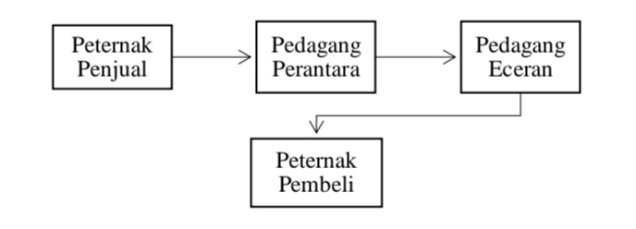 Peternak
Penjual
Pedagang
Perantara
Pedagang
Eceran
Peternak
Pembeli